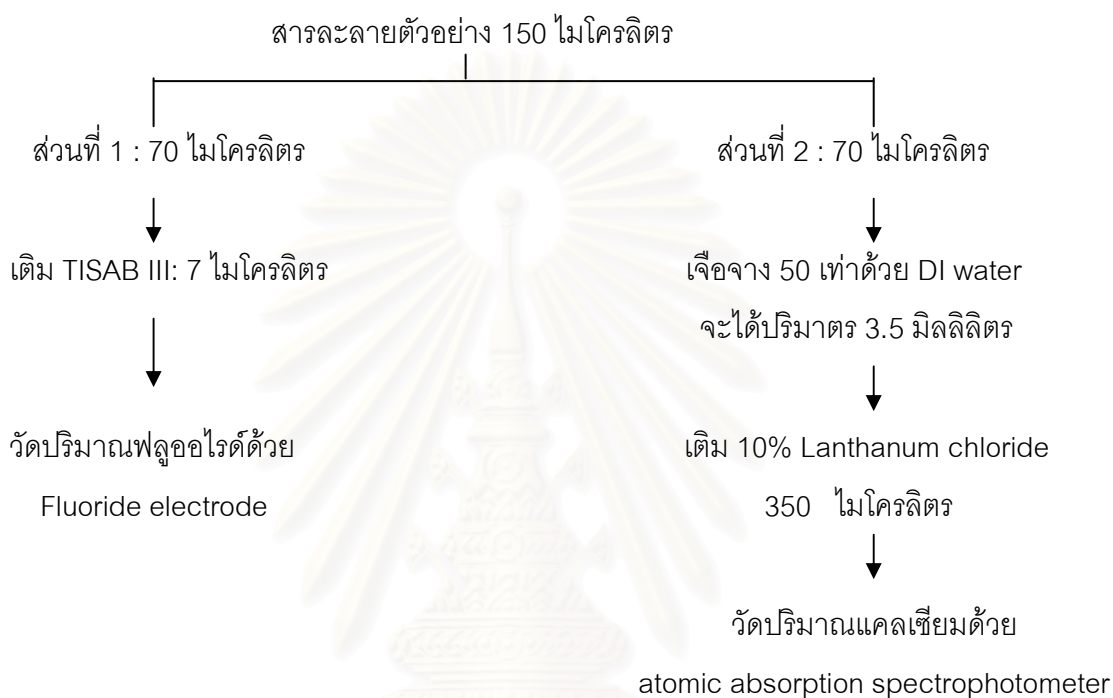 สารละลายตัวอย่าง 150 ไมโครลิตร
ส่วนที่ 1 : 70 ไมโครลิตร
เติม TISAB III: 7 ไมโครลิตร
วัดปริมาณฟลูออไรด์ด้วย
Fluoride electrode
ส่วนที่ 2 : 70 ไมโครลิตร
เจือจาง 50 เท่าด้วย DI water
จะได้ปริมาตร 3.5 มิลลิลิตร
เติม 10% Lanthanum chloride
350 ไมโครลิตร
วัดปริมาณแคลเซียมด้วย
atomic absorption spectrophotometer